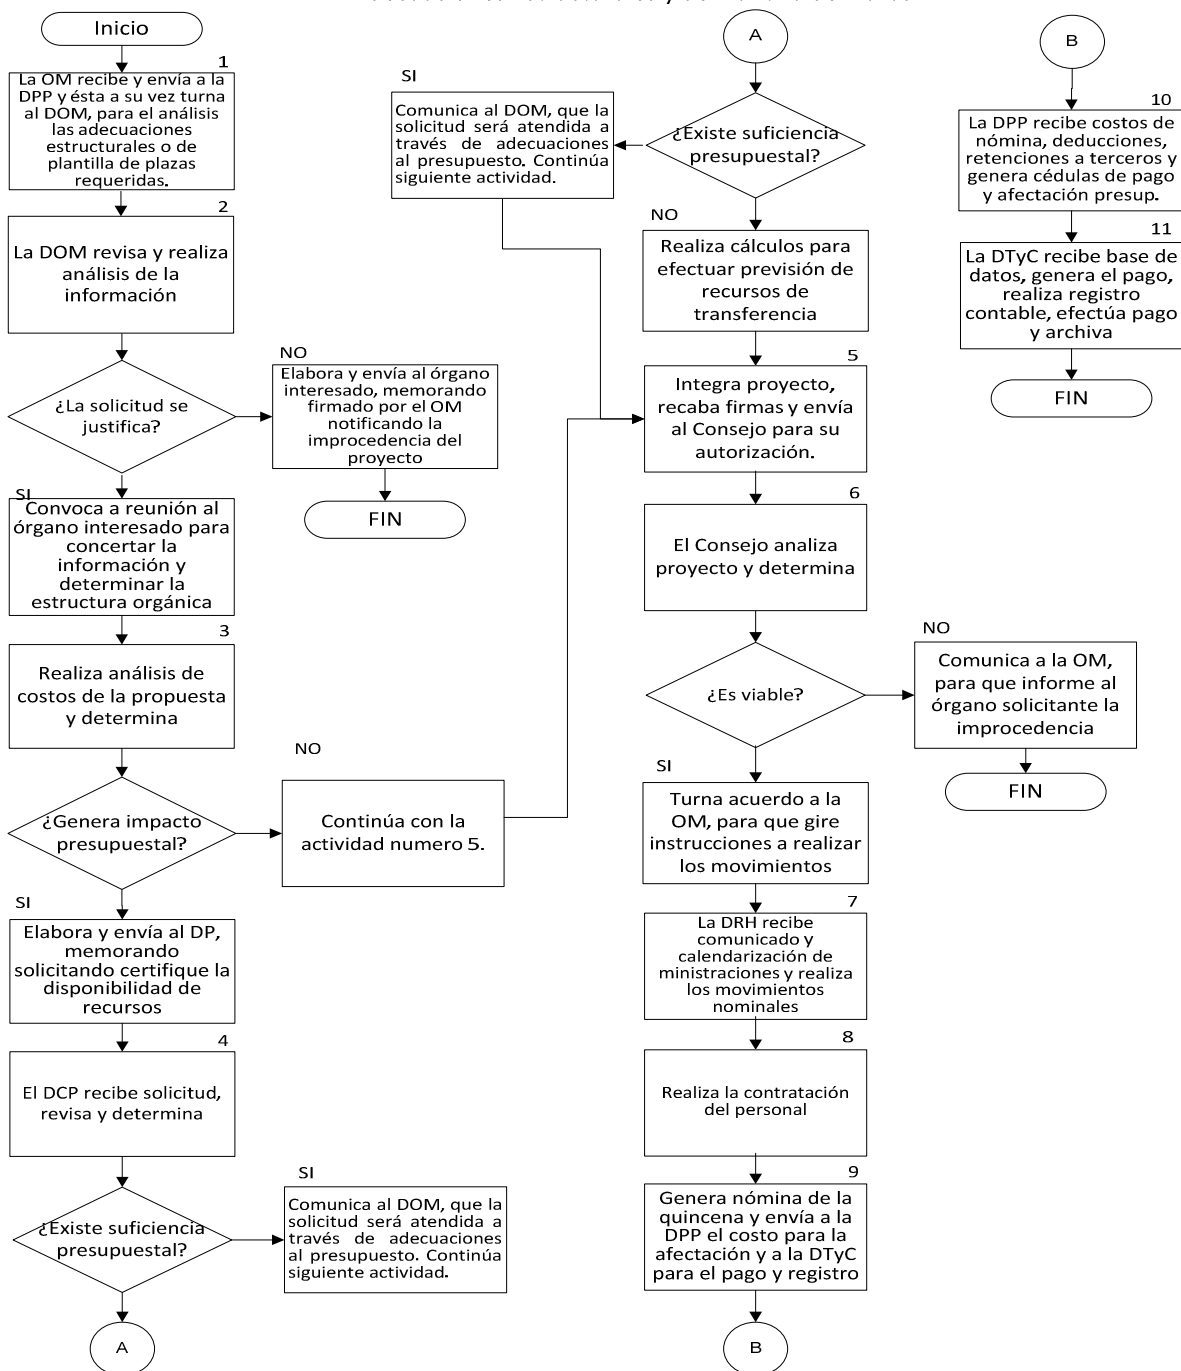 Inicio
1
La OM recibe y envía a la
DPP y ésta a su vez turna
al DOM, para el análisis
las adecuaciones
estructurales o de
plantilla de plazas
requeridas.
2
La DOM revisa y realiza
análisis de la
información
¿La solicitud se
justifica?
NO
Elabora y envía al órgano
interesado, memorando
firmado por el OM
notificando la
improcedencia del
proyecto
FIN
SI
Convoca a reunión al
órgano interesado para
concertar la
información y
determinar la
estructura orgánica
3
Realiza análisis de
costos de la propuesta
y determina
¿Genera impacto
presupuestal?
NO
Continúa con la
actividad numero 5.
SI
Elabora y envía al DP,
memorando
solicitando certifique la
disponibilidad de
recursos
4
El DCP recibe solicitud,
revisa y determina
¿Existe suficiencia
presupuestal?
SI
Comunica al DOM, que la
solicitud será atendida a
través de adecuaciones
al presupuesto. Continúa
siguiente actividad.
A
A
¿Existe suficiencia
presupuestal?
SI
Comunica al DOM, que la
solicitud será atendida a
través de adecuaciones
al presupuesto. Continúa
siguiente actividad.
NO
Realiza cálculos para
efectuar previsión de
recursos de
transferencia
5
Integra proyecto,
recaba firmas y envía
al Consejo para su
autorización.
6
El Consejo analiza
proyecto y determina
¿Es viable?
NO
Comunica a la OM,
para que informe al
órgano solicitante la
improcedencia
FIN
SI
Turna acuerdo a la
OM, para que gire
instrucciones a realizar
los movimientos
7
La DRH recibe
comunicado y
calendarización de
ministraciones y realiza
los movimientos
nominales
8
Realiza la contratación
del personal
9
Genera nómina de la
quincena y envía a la
DPP el costo para la
afectación y a la DTyC
para el pago y registro
B
B
10
La DPP recibe costos de
nómina, deducciones,
retenciones a terceros y
genera cédulas de pago
y afectación presup.
11
La DTyC recibe base de
datos, genera el pago,
realiza registro
contable, efectúa pago
y archiva
FIN